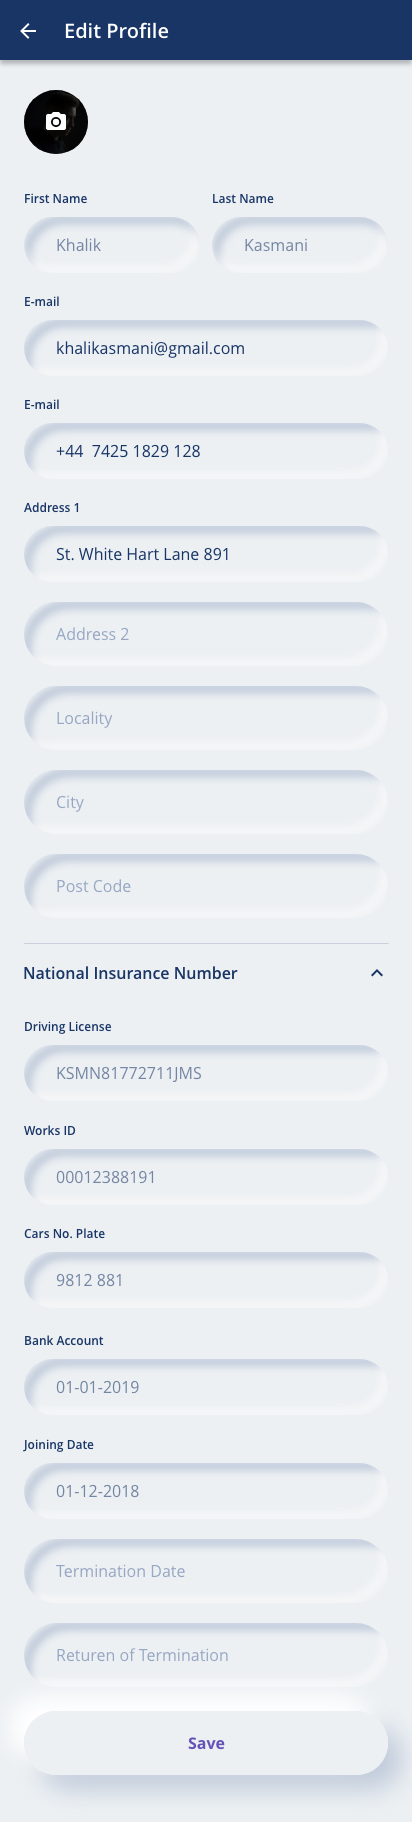 Edit Profile
First Name
Last Name
Khalik
Kasmani
E-mail
khalikasmani@gmail.com
E-mail
+44  7425 1829 128
Address 1
St. White Hart Lane 891
Address 2
Locality
City
Post Code
National Insurance Number
Driving License
KSMN81772711JMS
Works ID
00012388191
Cars No. Plate
9812 881
Bank Account
01-01-2019
Joining Date
01-12-2018
Termination Date
Returen of Termination
Save